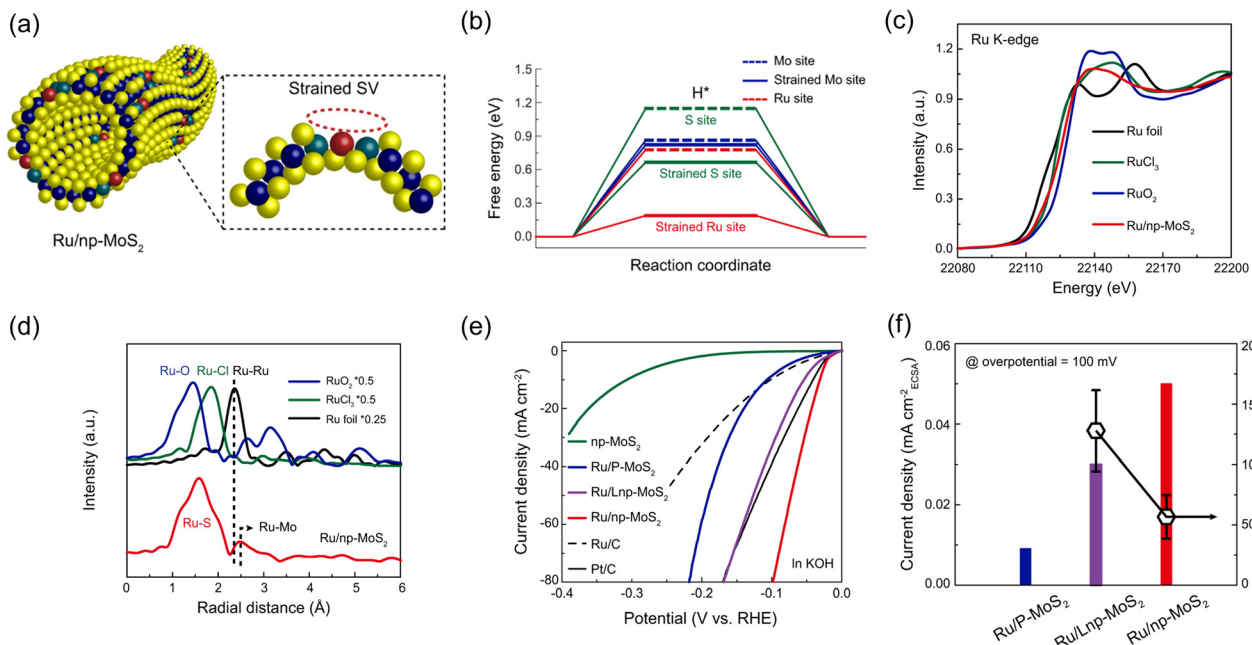 (a)
Strained SV
Ru/np-MoS₂
(b)
Free energy (eV)
1.5
1.2
0.9
0.6
0.3
0.0
H*
Mo site
Strained Mo site
Ru site
S site
Strained S site
Strained Ru site
Reaction coordinate
(c)
Ru K-edge
Intensity (a.u.)
1.2
0.9
0.6
0.3
0.0
Ru foil
RuCl₃
RuO₂
Ru/np-MoS₂
22080 22110 22140 22170 22200
Energy (eV)
(d)
Intensity (a.u.)
Ru-O Ru-Cl Ru-Ru
RuO₂ *0.5
RuCl₃ *0.5
Ru foil *0.25
Ru-S
Ru-Mo
Ru/np-MoS₂
0 1 2 3 4 5 6
Radial distance (Å)
(e)
Current density (mA cm⁻²)
0
-20
-40
-60
-80
np-MoS₂
Ru/P-MoS₂
Ru/Lnp-MoS₂
Ru/np-MoS₂
Ru/C
Pt/C
In KOH
-0.4 -0.3 -0.2 -0.1 0.0
Potential (V vs. RHE)
(f)
Current density (mA cm⁻²ECSA)
0.06
0.04
0.02
0.00
@ overpotential = 100 mV
50
0
Ru/P-MoS₂
Ru/Lnp-MoS₂
Ru/np-MoS₂